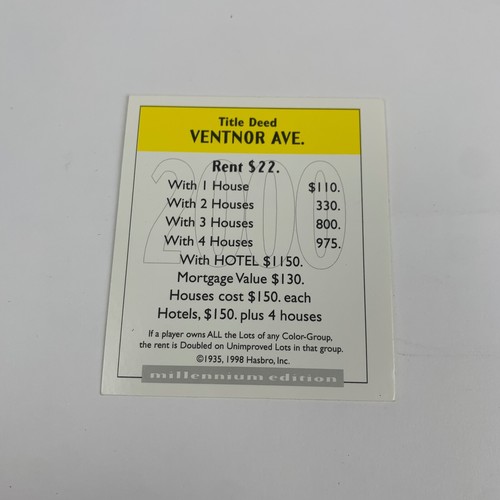 Title Deed
VENTNOR AVE.
2000
Rent $22.
With 1 House $110.
With 2 Houses 330.
With 3 Houses 800.
With 4 Houses 975.
With HOTEL $1150.
Mortgage Value $130.
Houses cost $150. each
Hotels, $150. plus 4 houses
If a player owns ALL the Lots of any Color-Group,
the rent is Doubled on Unimproved Lots in that group.
©1935, 1998 Hasbro, Inc.
millennium edition